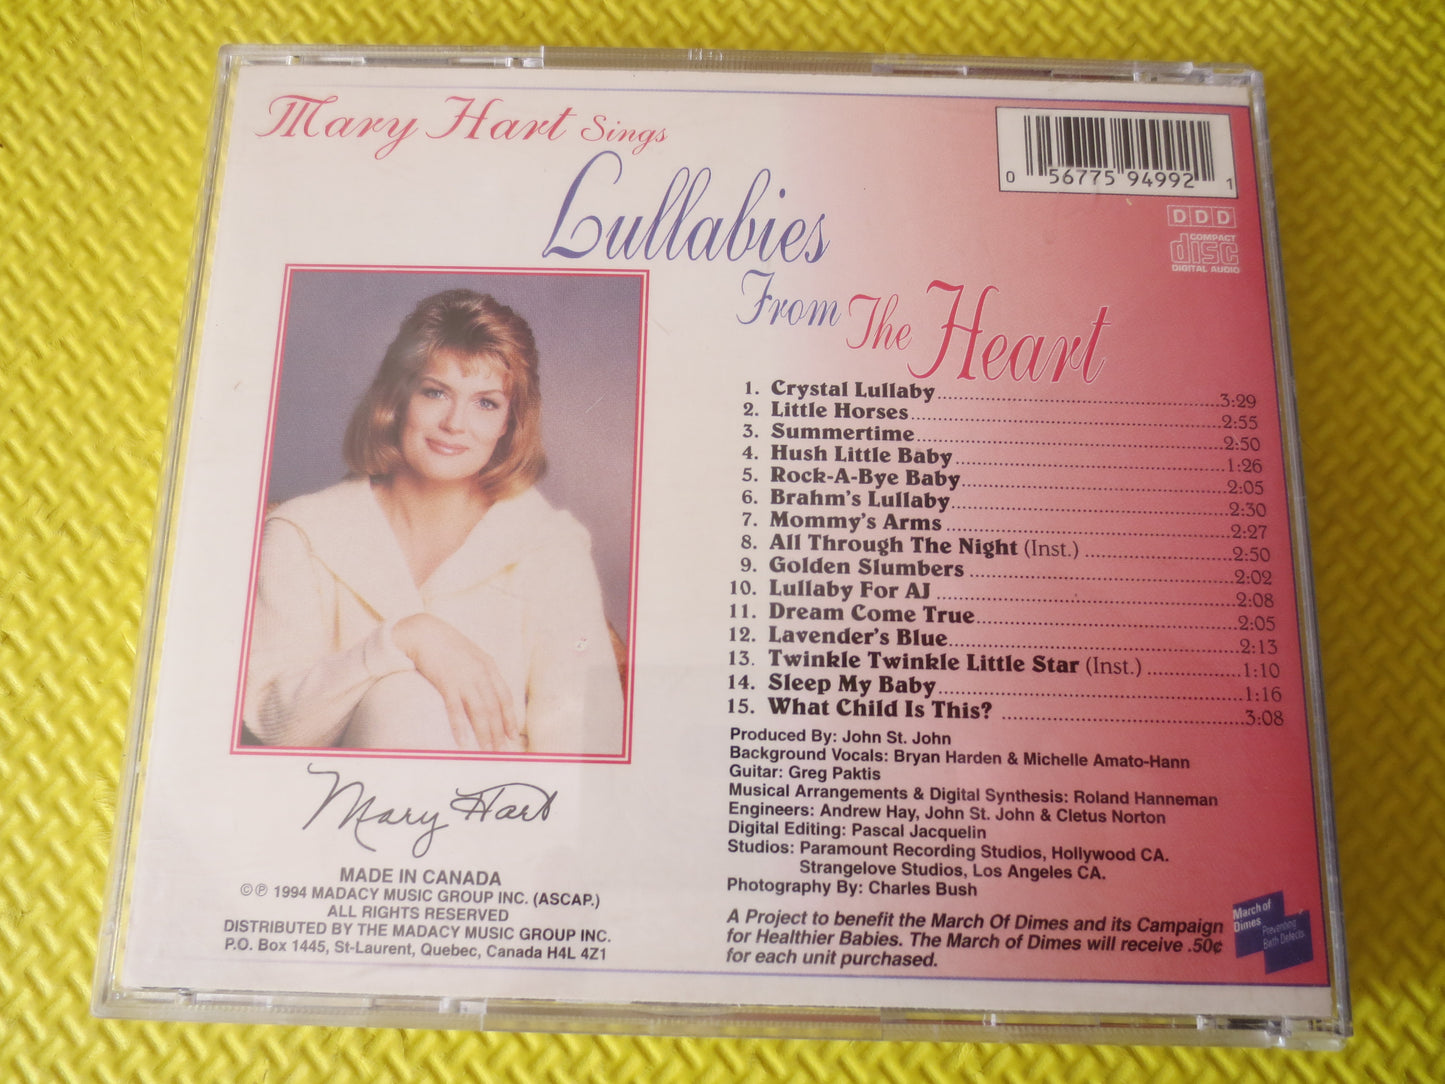 Mary Hart Sings
Lullabies
From The Heart
0 56775 94992 1
DDD
COMPACT
disc
DIGITAL AUDIO
1. Crystal Lullaby 3:29
2. Little Horses 2:55
3. Summertime 2:50
4. Hush Little Baby 1:26
5. Rock-A-Bye Baby 2:05
6. Brahm's Lullaby 2:30
7. Mommy's Arms 2:27
8. All Through The Night (Inst.) 2:50
9. Golden Slumbers 2:02
10. Lullaby For AJ 2:08
11. Dream Come True 2:05
12. Lavender's Blue 2:13
13. Twinkle Twinkle Little Star (Inst.) 1:10
14. Sleep My Baby 1:16
15. What Child Is This? 3:08
Produced By: John St. John
Background Vocals: Bryan Harden & Michelle Amato-Hann
Guitar: Greg Paktis
Musical Arrangements & Digital Synthesis: Roland Hanneman
Engineers: Andrew Hay, John St. John & Cletus Norton
Digital Editing: Pascal Jacquelin
Studios: Paramount Recording Studios, Hollywood CA.
Strangelove Studios, Los Angeles CA.
Photography By: Charles Bush
A Project to benefit the March Of Dimes and its Campaign
for Healthier Babies. The March of Dimes will receive .50¢
for each unit purchased.
March of
Dimes
Preventing
Birth Defects
Mary Hart
MADE IN CANADA
©℗ 1994 MADACY MUSIC GROUP INC. (ASCAP.)
ALL RIGHTS RESERVED
DISTRIBUTED BY THE MADACY MUSIC GROUP INC.
P.O. Box 1445, St-Laurent, Quebec, Canada H4L 4Z1